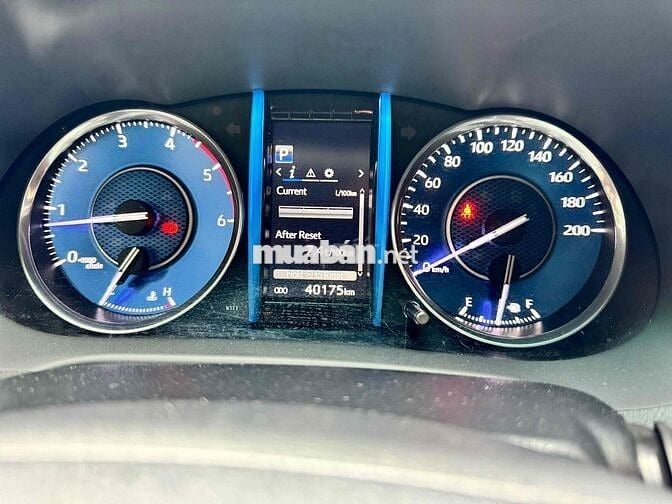 0
1
2
3
4
5
6
x1000
r/min
C
H
P
i
Current
L/100km
After Reset
muaban.net
ODO 40175km
0
20
40
60
80
100
120
140
160
180
200
km/h
E
F